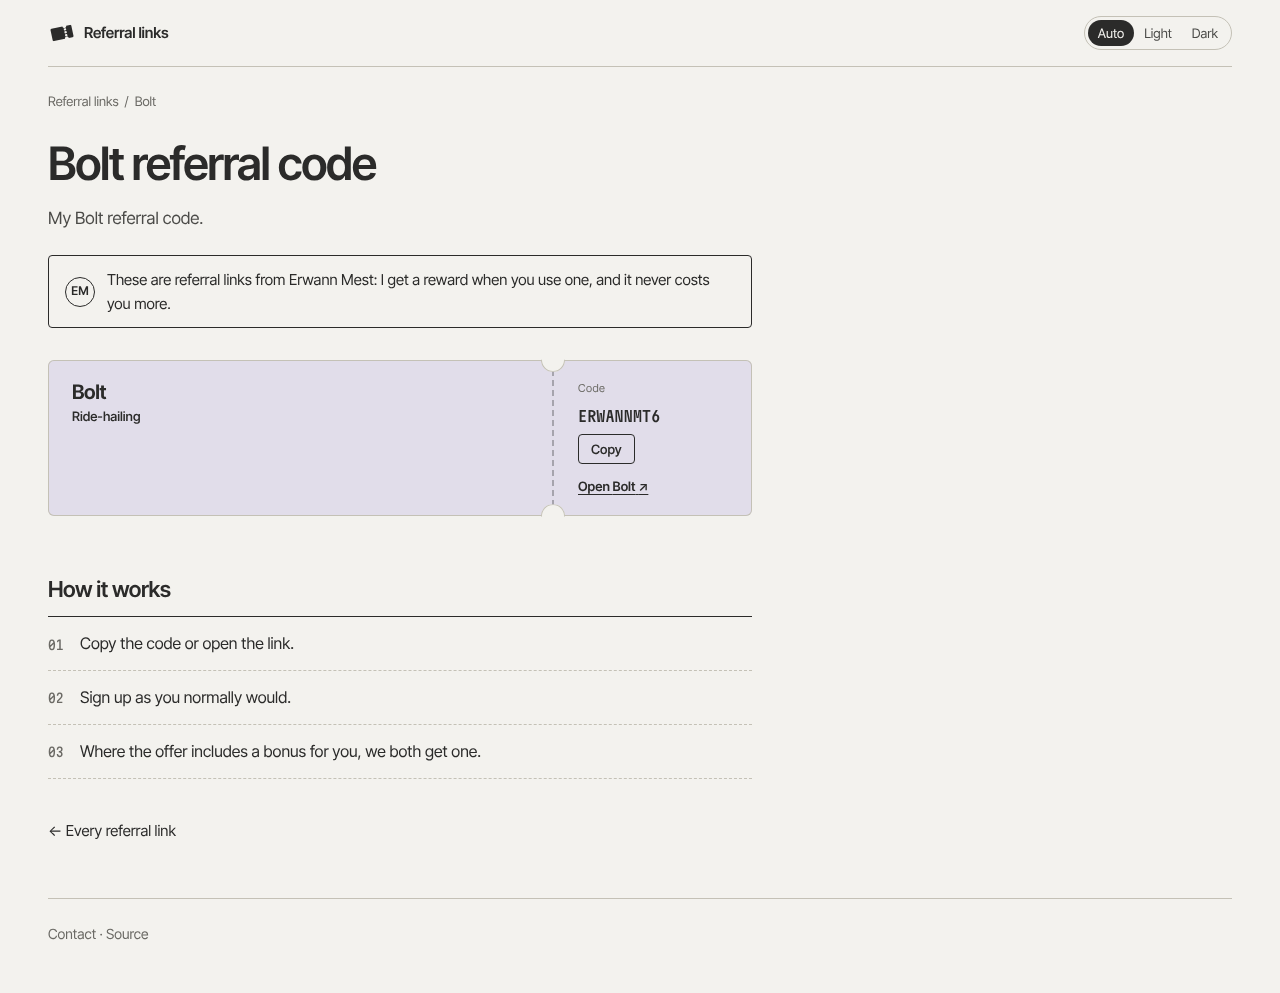 Referral links
Auto Light Dark
Referral links / Bolt
Bolt referral code
My Bolt referral code.
EM
These are referral links from Erwann Mest: I get a reward when you use one, and it never costs
you more.
Bolt
Ride-hailing
Code
ERWANNMT6
Copy
Open Bolt ↗
How it works
01 Copy the code or open the link.
02 Sign up as you normally would.
03 Where the offer includes a bonus for you, we both get one.
← Every referral link
Contact · Source